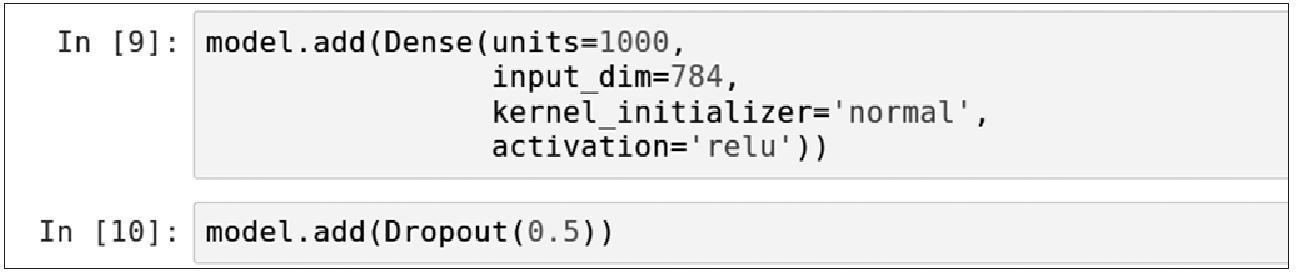 In [9]: model.add(Dense(units=1000,
input_dim=784,
kernel_initializer='normal',
activation='relu'))
In [10]: model.add(Dropout(0.5))